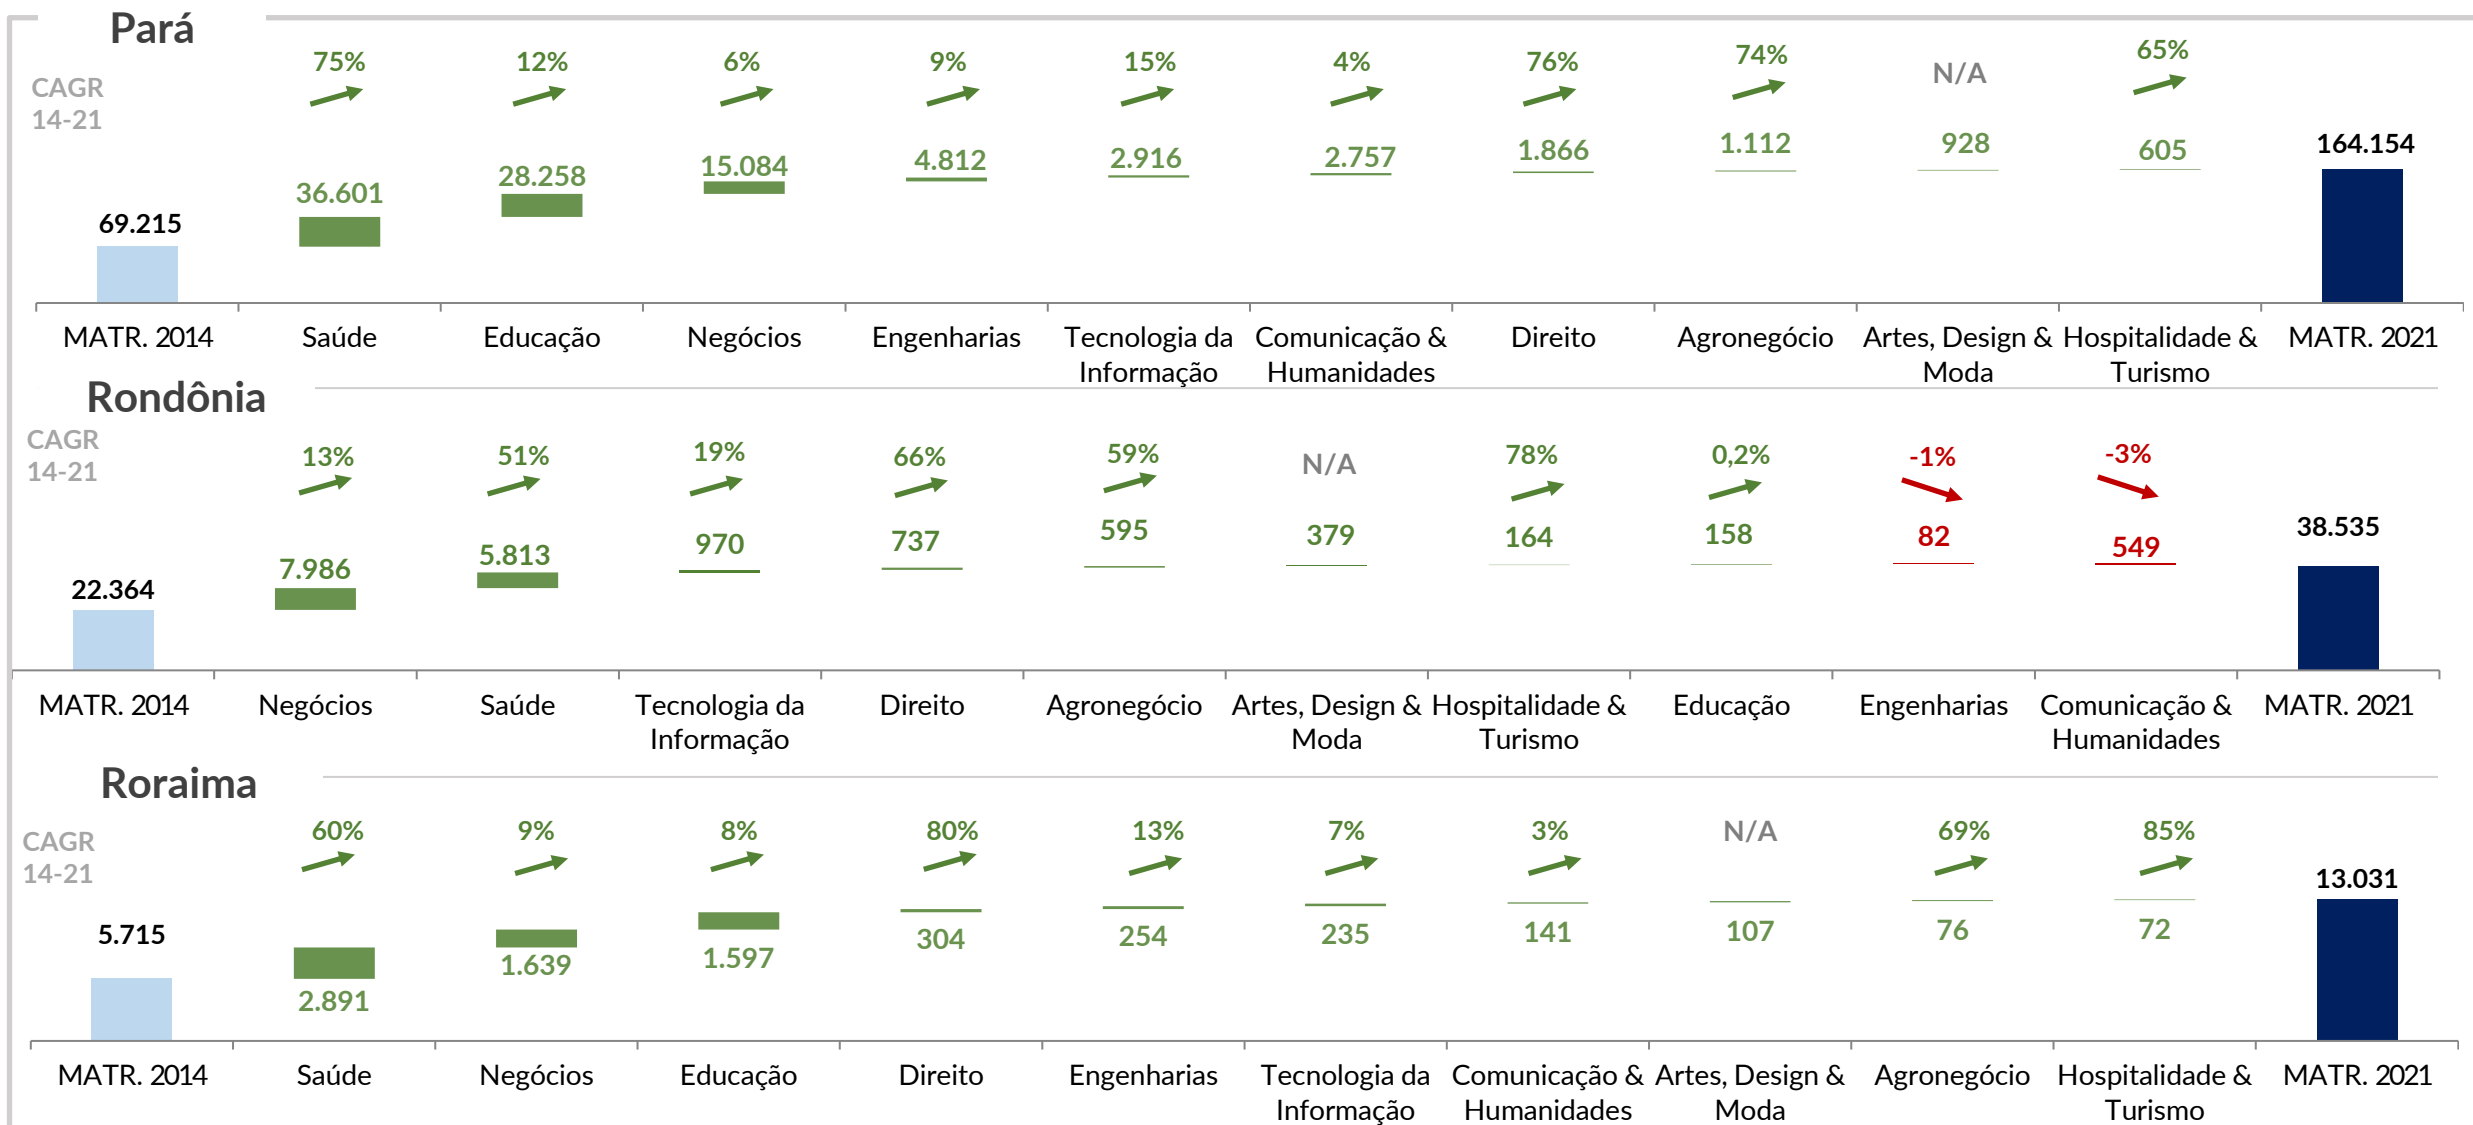 Pará
CAGR
14-21
75% 12% 6% 9% 15% 4% 76% 74% N/A 65%
69.215 36.601 28.258 15.084 4.812 2.916 2.757 1.866 1.112 928 605 164.154
MATR. 2014 Saúde Educação Negócios Engenharias Tecnologia da Comunicação & Direito Agronegócio Artes, Design & Hospitalidade & MATR. 2021
Informação Humanidades Moda Turismo
Rondônia
CAGR
14-21
13% 51% 19% 66% 59% N/A 78% 0,2% -1% -3%
22.364 7.986 5.813 970 737 595 379 164 158 82 549 38.535
MATR. 2014 Negócios Saúde Tecnologia da Direito Agronegócio Artes, Design & Hospitalidade & Educação Engenharias Comunicação & MATR. 2021
Informação Moda Turismo Humanidades
Roraima
CAGR
14-21
60% 9% 8% 80% 13% 7% 3% N/A 69% 85%
5.715 2.891 1.639 1.597 304 254 235 141 107 76 72 13.031
MATR. 2014 Saúde Negócios Educação Direito Engenharias Tecnologia da Comunicação & Artes, Design & Agronegócio Hospitalidade & MATR. 2021
Informação Humanidades Moda Turismo